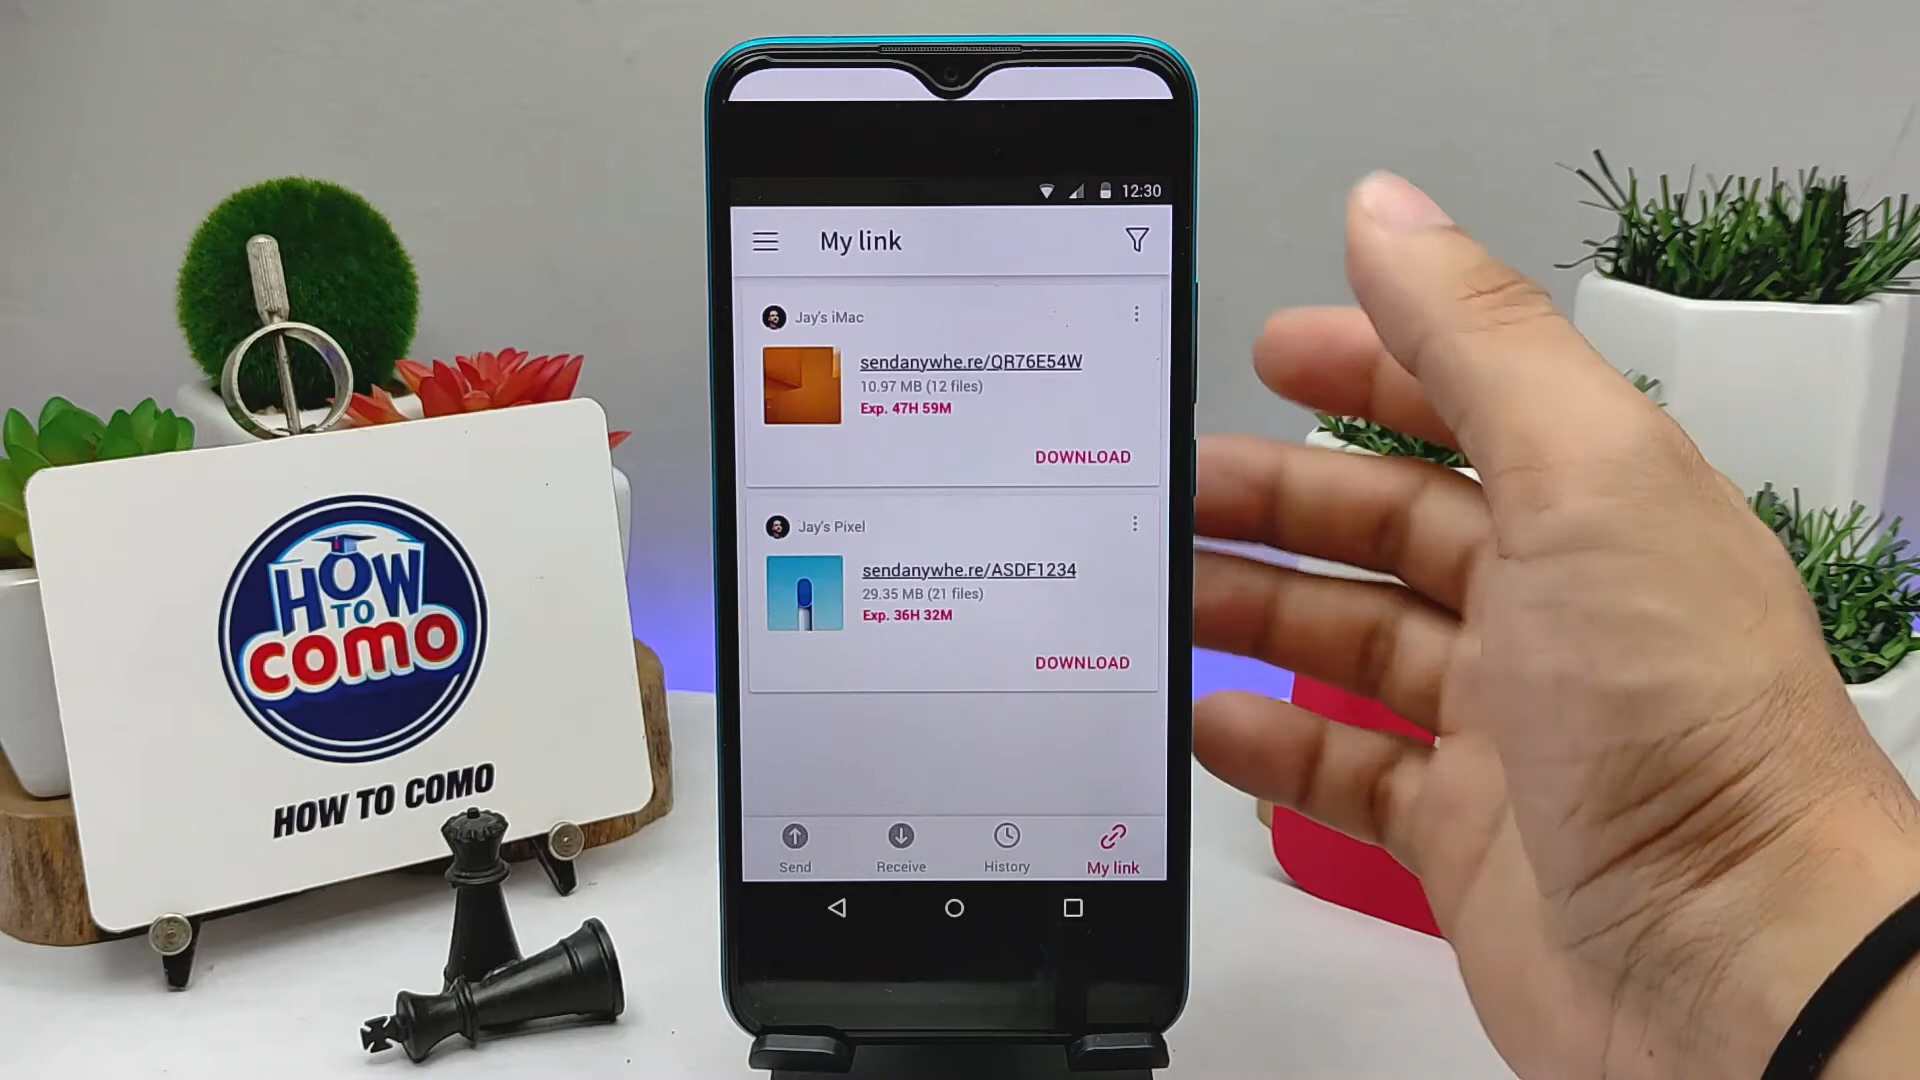 HOW
TO
como
HOW TO COMO
12:30
My link
Jay's iMac
sendanywhe.re/QR76E54W
10.97 MB (12 files)
Exp. 47H 59M
DOWNLOAD
Jay's Pixel
sendanywhe.re/ASDF1234
29.35 MB (21 files)
Exp. 36H 32M
DOWNLOAD
Send
Receive
History
My link